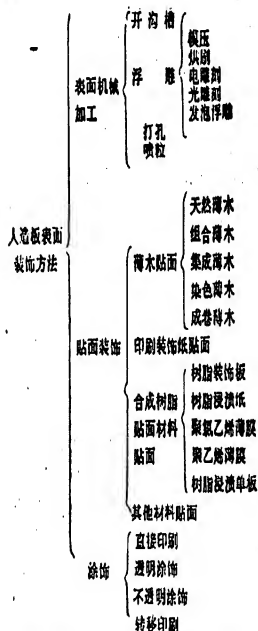 开沟槽
模压
烘刷
浮雕
电雕刻
光雕刻
发泡浮雕
表面机械
加工
打孔
喷粒
人造板表面
装饰方法
天然薄木
组合薄木
薄木贴面
集成薄木
染色薄木
成卷薄木
贴面装饰
印刷装饰纸贴面
树脂装饰板
合成树脂
树脂浸渍纸
贴面材料
聚氯乙烯薄膜
贴面
聚乙烯薄膜
树脂浸渍单板
其他材料贴面
直接印刷
涂饰
透明涂饰
不透明涂饰
转移印刷